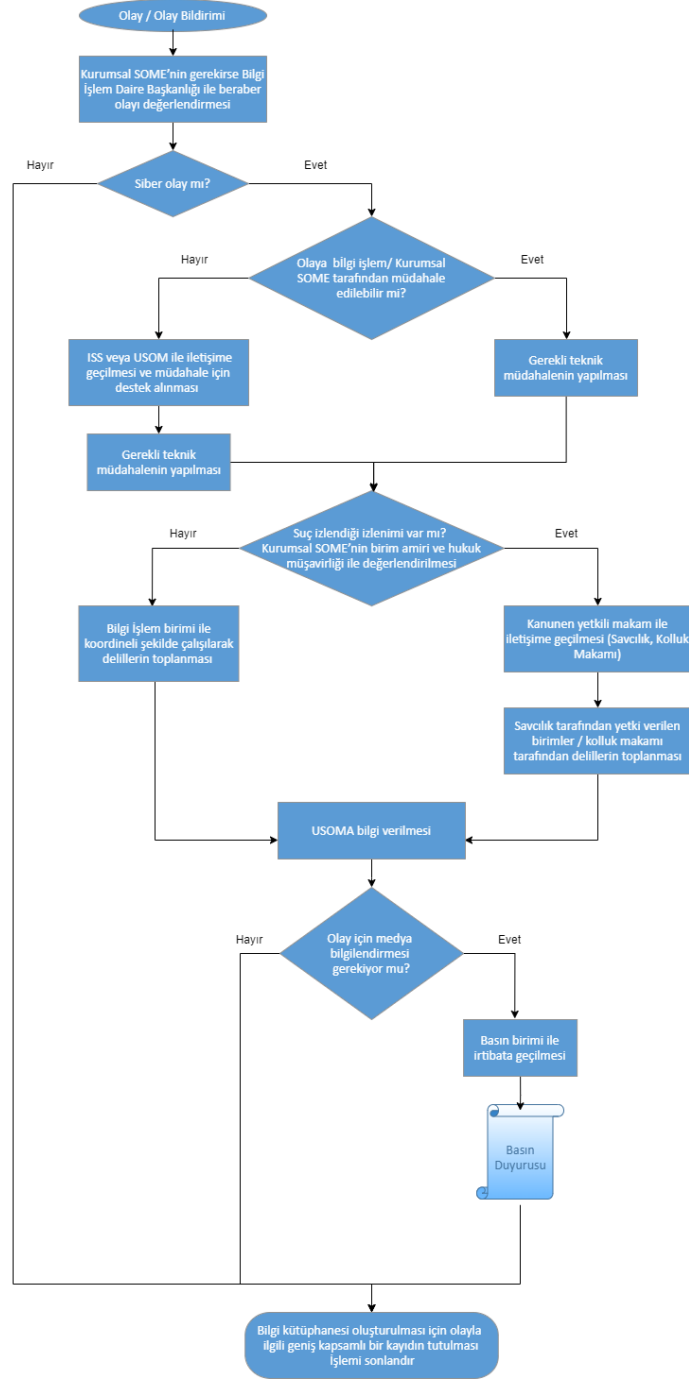 Olay / Olay Bildirimi
Kurumsal SOME'nin gerekirse Bilgi
İşlem Daire Başkanlığı ile beraber
olayı değerlendirmesi
Hayır
Evet
Siber olay mı?
Hayır
Evet
Olaya bilgi işlem/ Kurumsal
SOME tarafından müdahale
edilebilir mi?
ISS veya USOM ile iletişime
geçilmesi ve müdahale için
destek alınması
Gerekli teknik
müdahalenin yapılması
Gerekli teknik
müdahalenin yapılması
Hayır
Evet
Suç izlendiği izlenimi var mı?
Kurumsal SOME'nin birim amiri ve hukuk
müşavirliği ile değerlendirilmesi
Bilgi İşlem birimi ile
koordineli şekilde çalışılarak
delillerin toplanması
Kanunen yetkili makam ile
iletişime geçilmesi (Savcılık, Kolluk
Makamı)
Savcılık tarafından yetki verilen
birimler / kolluk makamı
tarafından delillerin toplanması
USOMA bilgi verilmesi
Hayır
Evet
Olay için medya
bilgilendirmesi
gerekiyor mu?
Basın birimi ile
irtibata geçilmesi
Basın
Duyurusu
Bilgi kütüphanesi oluşturulması için olayla
ilgili geniş kapsamlı bir kayıdın tutulması
İşlemi sonlandır